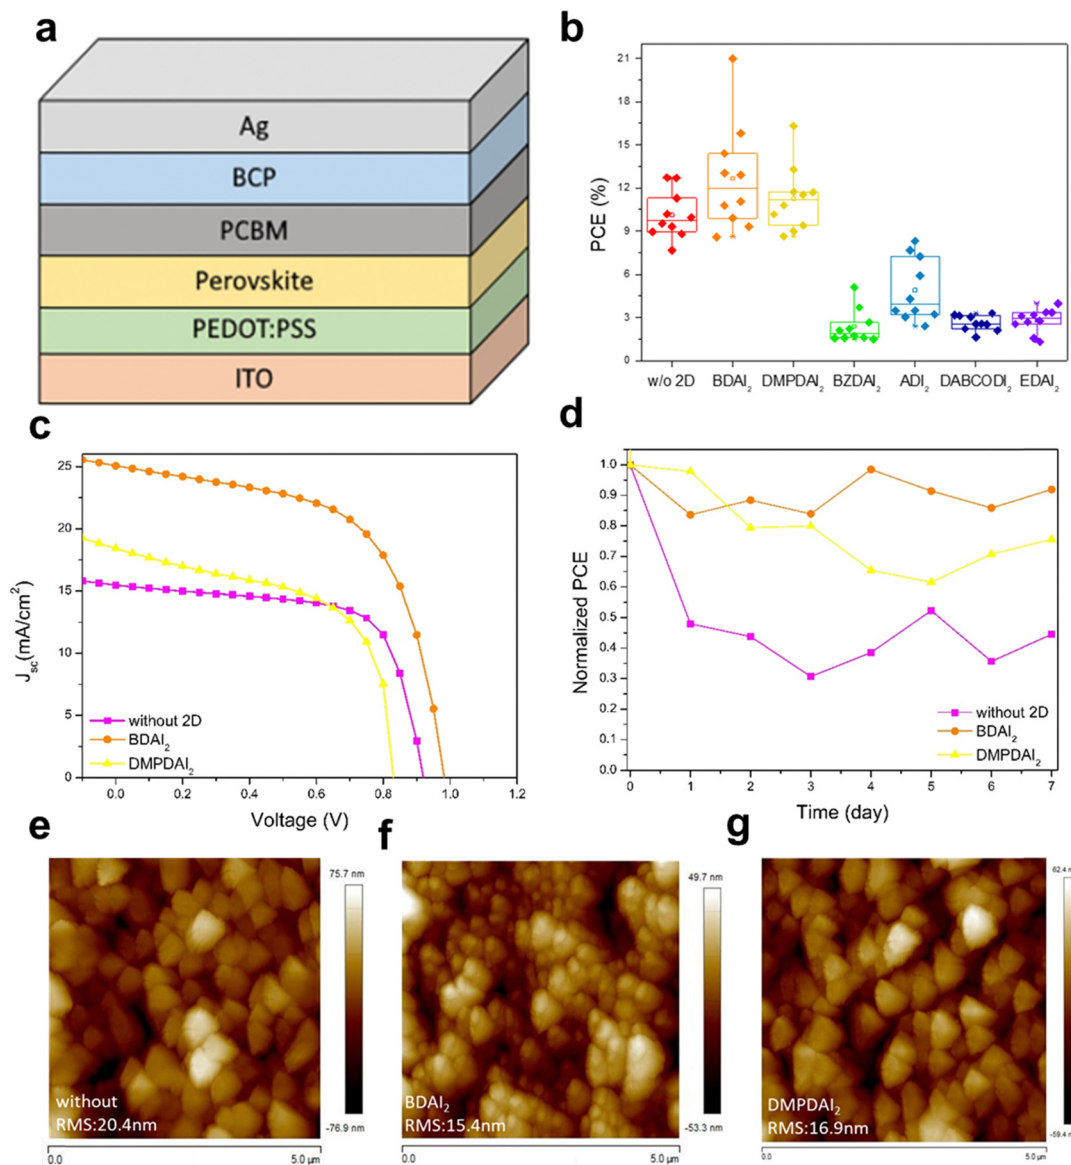 a
Ag
BCP
PCBM
Perovskite
PEDOT:PSS
ITO
b
PCE (%)
21
18
15
12
9
6
3
0
w/o 2D BDAI2 DMPDAI2 BZDAI2 ADI2 DABCODI2 EDAI2
c
Jsc(mA/cm2)
25
20
15
10
5
0
without 2D
BDAI2
DMPDAI2
0.0 0.2 0.4 0.6 0.8 1.0 1.2
Voltage (V)
d
Normalized PCE
1.0
0.9
0.8
0.7
0.6
0.5
0.4
0.3
0.2
0.1
0.0
without 2D
BDAI2
DMPDAI2
0 1 2 3 4 5 6 7
Time (day)
e
75.7 nm
without
RMS:20.4nm
-76.9 nm
0.0 5.0 µm
f
49.7 nm
BDAI2
RMS:15.4nm
-53.3 nm
0.0 5.0 µm
g
62.4 n
DMPDAI2
RMS:16.9nm
-59.4 n
0.0 5.0 µm